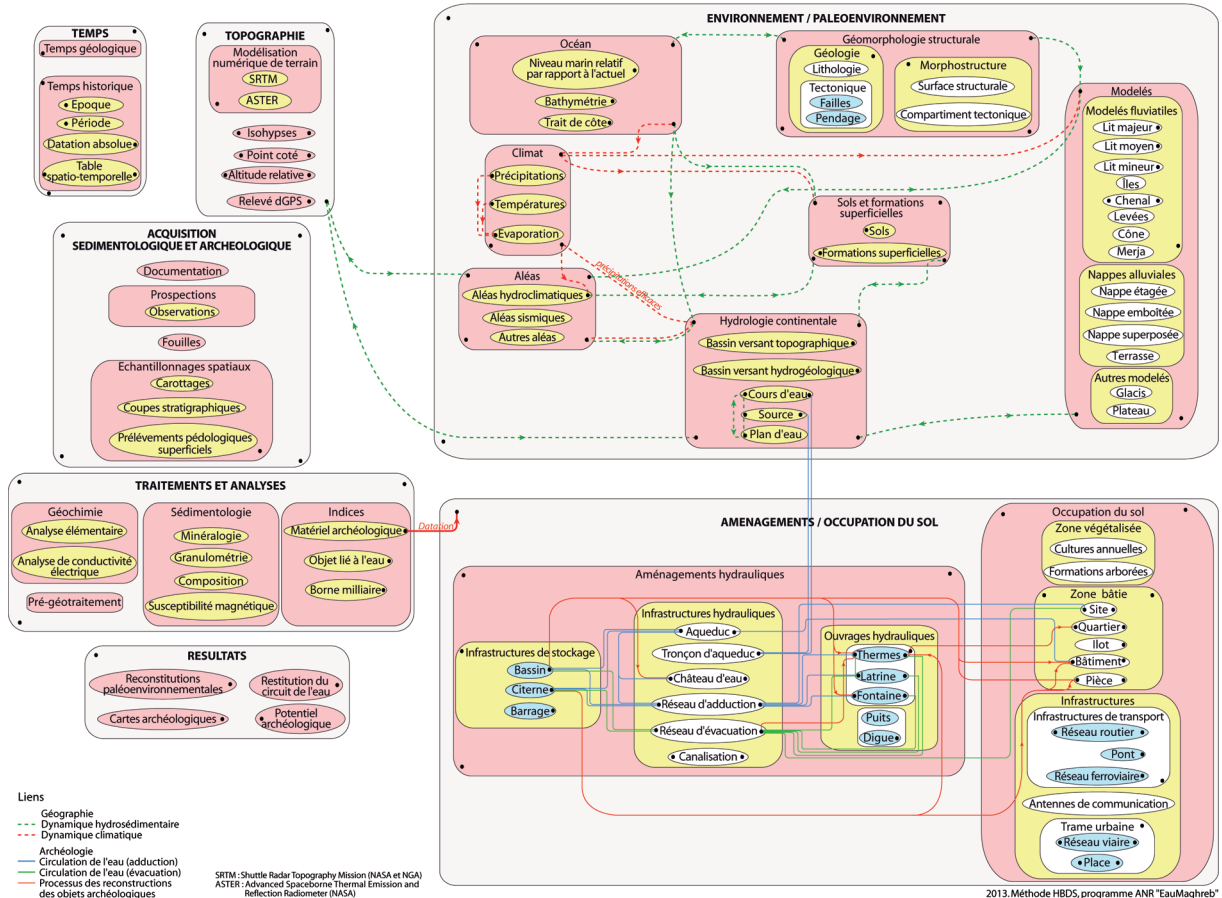 TEMPS
Temps géologique
Temps historique
Epoque
Période
Datation absolue
Table
spatio-temporelle
TOPOGRAPHIE
Modélisation
numérique de terrain
SRTM
ASTER
Isohypses
Point coté
Altitude relative
Relevé dGPS
ACQUISITION
SEDIMENTOLOGIQUE ET ARCHEOLOGIQUE
Documentation
Prospections
Observations
Fouilles
Echantillonnages spatiaux
Carottages
Coupes stratigraphiques
Prélévements pédologiques
superficiels
ENVIRONNEMENT / PALEOENVIRONNEMENT
Océan
Niveau marin relatif
par rapport à l'actuel
Bathymétrie
Trait de côte
Géomorphologie structurale
Géologie
Lithologie
Tectonique
Failles
Pendage
Morphostructure
Surface structurale
Compartiment tectonique
Modelés
Modelés fluviatiles
Lit majeur
Lit moyen
Lit mineur
Îles
Chenal
Levées
Cône
Merja
Nappes alluviales
Nappe étagée
Nappe emboîtée
Nappe superposée
Terrasse
Autres modelés
Glacis
Plateau
Climat
Précipitations
Températures
Evaporation
Sols et formations
superficielles
Sols
Formations superficielles
Aléas
Aléas hydroclimatiques
Aléas sismiques
Autres aléas
précipitations efficaces
Hydrologie continentale
Bassin versant topographique
Bassin versant hydrogéologique
Cours d'eau
Source
Plan d'eau
TRAITEMENTS ET ANALYSES
Géochimie
Analyse élémentaire
Analyse de conductivité
électrique
Pré-géotraitement
Sédimentologie
Minéralogie
Granulométrie
Composition
Susceptibilité magnétique
Indices
Matériel archéologique
Objet lié à l'eau
Borne milliaire
Datation
RESULTATS
Reconstitutions
paléoenvironnementales
Restitution du
circuit de l'eau
Cartes archéologiques
Potentiel
archéologique
AMENAGEMENTS / OCCUPATION DU SOL
Aménagements hydrauliques
Infrastructures de stockage
Bassin
Citerne
Barrage
Infrastructures hydrauliques
Aqueduc
Tronçon d'aqueduc
Château d'eau
Réseau d'adduction
Réseau d'évacuation
Canalisation
Ouvrages hydrauliques
Thermes
Latrine
Fontaine
Puits
Digue
Occupation du sol
Zone végétalisée
Cultures annuelles
Formations arborées
Zone bâtie
Site
Quartier
Ilot
Bâtiment
Pièce
Infrastructures
Infrastructures de transport
Réseau routier
Pont
Réseau ferroviaire
Antennes de communication
Trame urbaine
Réseau viaire
Place
Liens
Géographie
Dynamique hydrosédimentaire
Dynamique climatique
Archéologie
Circulation de l'eau (adduction)
Circulation de l'eau (évacuation)
Processus des reconstructions
des objets archéologiques
SRTM : Shuttle Radar Topography Mission (NASA et NGA)
ASTER : Advanced Spaceborne Thermal Emission and
Reflection Radiometer (NASA)
2013. Méthode HBDS, programme ANR "EauMaghreb"